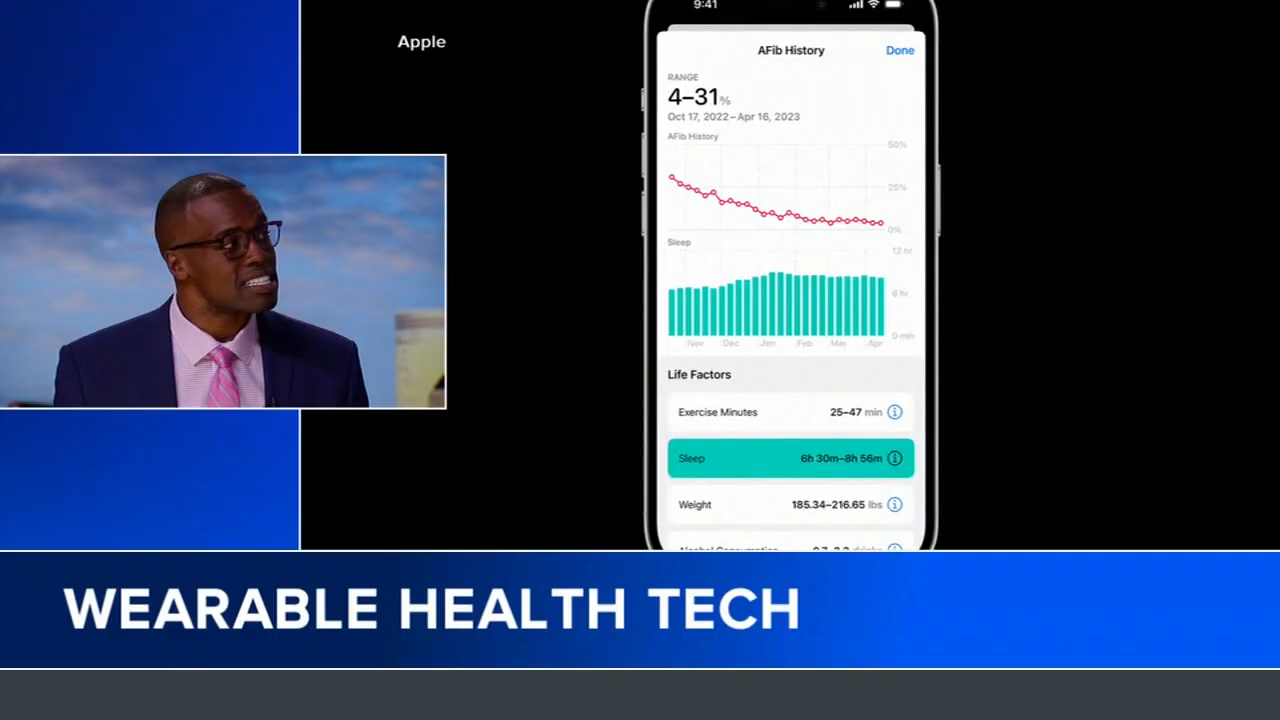 Apple
9:41
AFib History
Done
RANGE
4–31%
Oct 17, 2022–Apr 16, 2023
AFib History
50%
25%
0%
Sleep
12 hr
6 hr
0 min
Nov Dec Jan Feb Mar Apr
Life Factors
Exercise Minutes 25–47 min
Sleep 6h 30m–8h 56m
Weight 185.34–216.65 lbs
Alcohol Consumption
WEARABLE HEALTH TECH